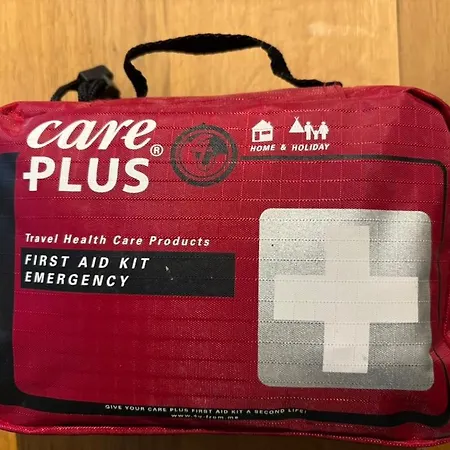 care
PLUS®
HOME & HOLIDAY
Travel Health Care Products
FIRST AID KIT
EMERGENCY
GIVE YOUR CARE PLUS FIRST AID KIT A SECOND LIFE!